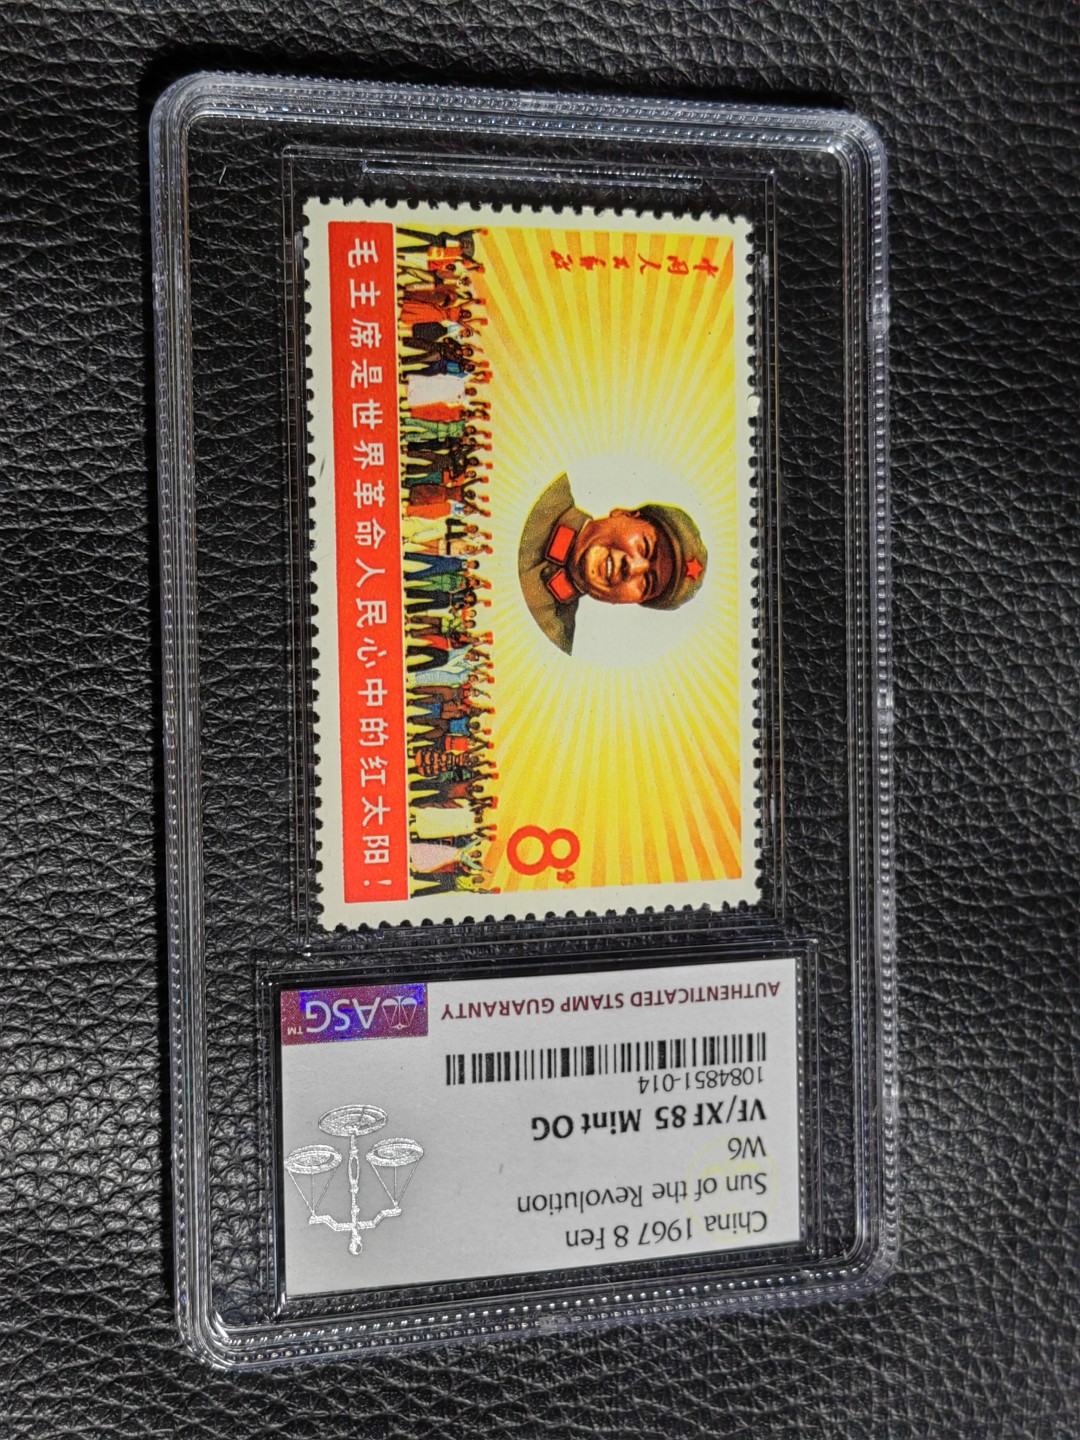 中国人民邮政
8分
毛主席是世界革命人民心中的红太阳！
China 1967 8 Fen
Sun of the Revolution
W6
VF/XF 85 Mint OG
1084851-014
AUTHENTICATED STAMP GUARANTY
ASG™